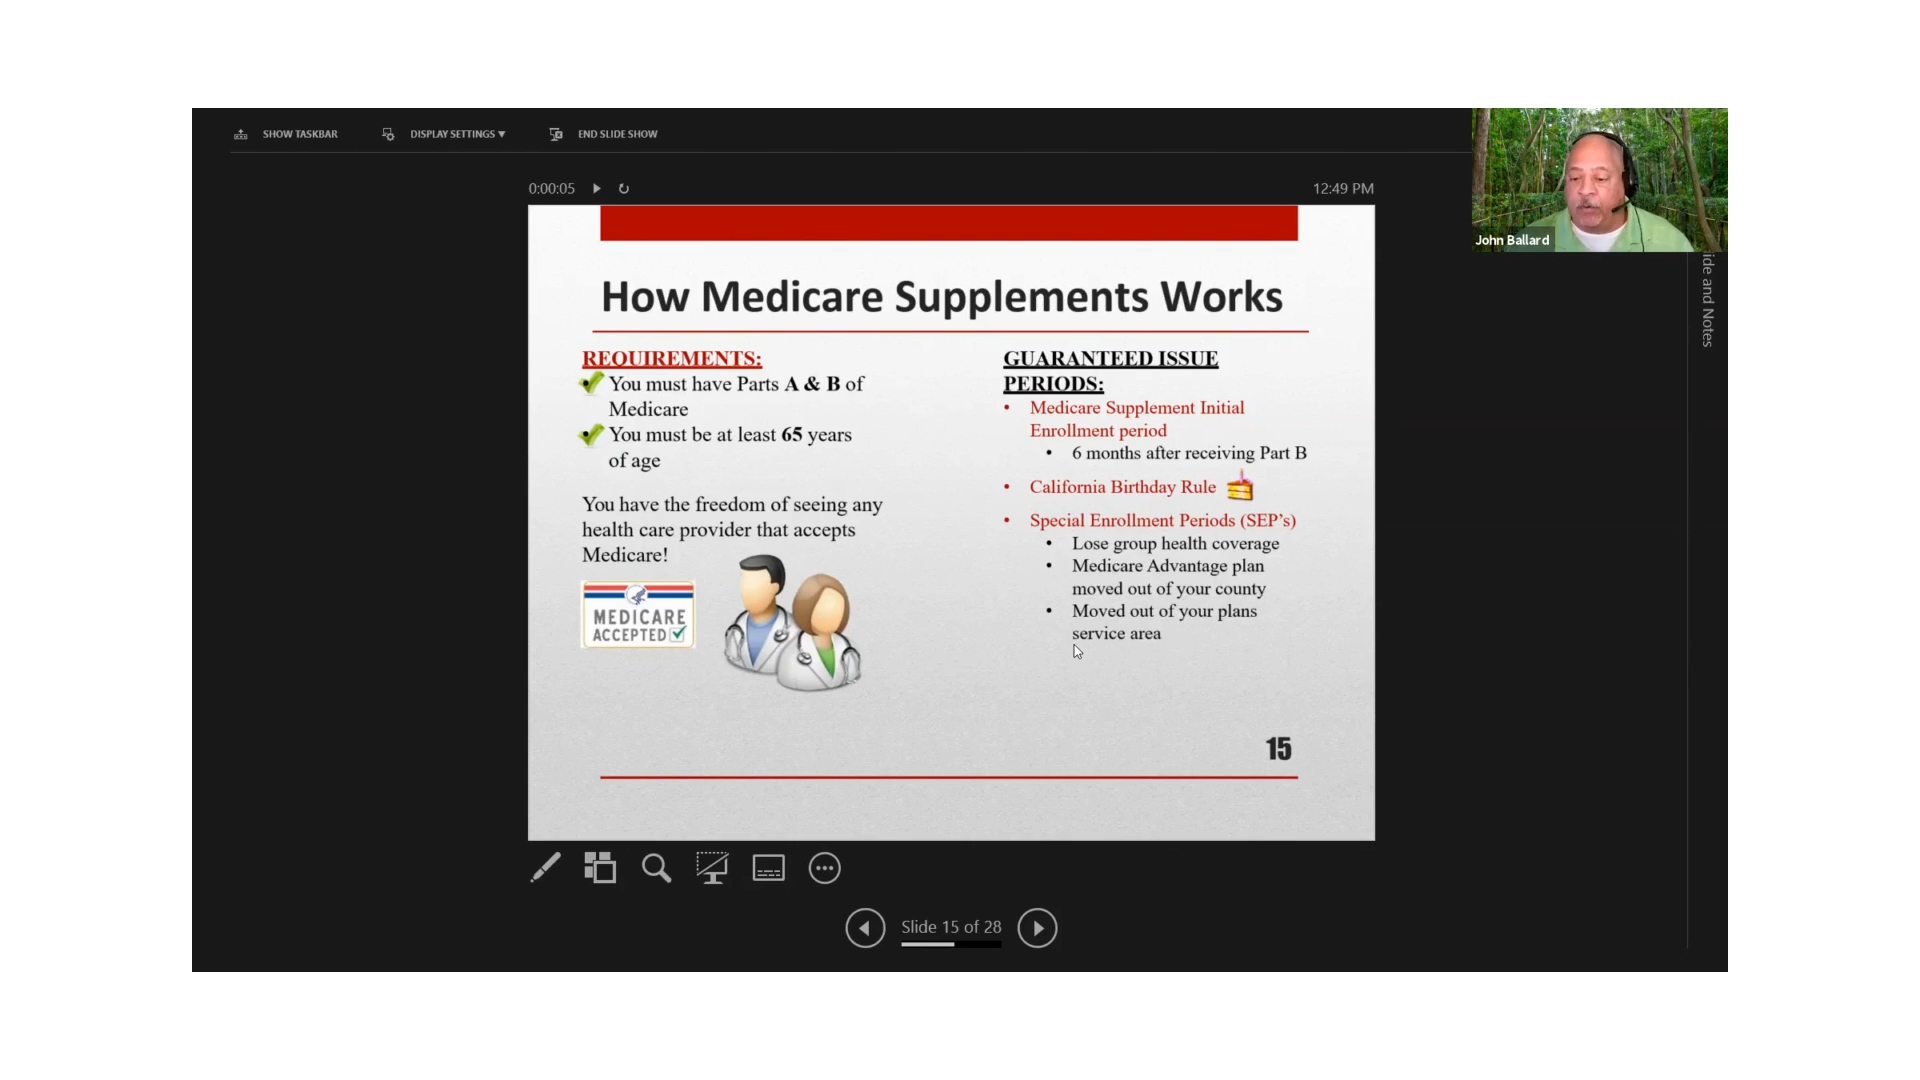 SHOW TASKBAR
DISPLAY SETTINGS ▼
END SLIDE SHOW
John Ballard
ide and Notes
0:00:05
12:49 PM
How Medicare Supplements Works
REQUIREMENTS:
You must have Parts A & B of
Medicare
You must be at least 65 years
of age
You have the freedom of seeing any
health care provider that accepts
Medicare!
MEDICARE
ACCEPTED
GUARANTEED ISSUE
PERIODS:
• Medicare Supplement Initial
Enrollment period
• 6 months after receiving Part B
• California Birthday Rule
• Special Enrollment Periods (SEP's)
• Lose group health coverage
• Medicare Advantage plan
moved out of your county
• Moved out of your plans
service area
15
Slide 15 of 28